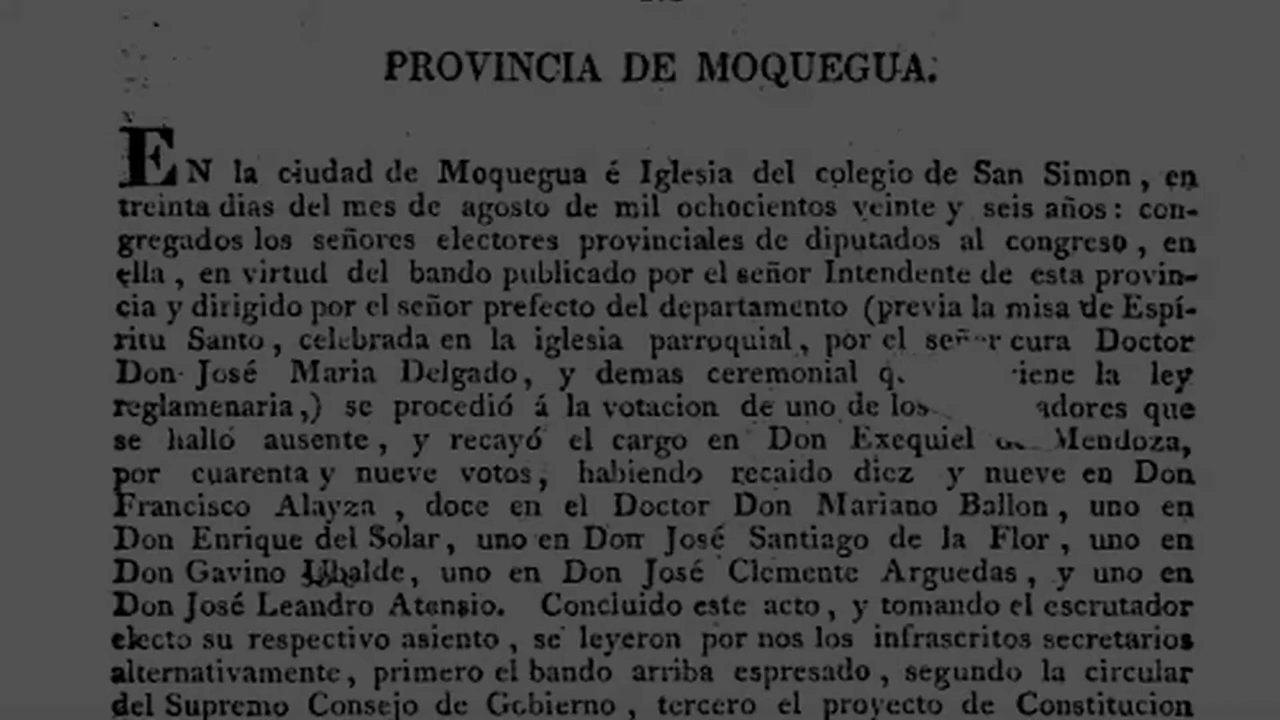 PROVINCIA DE MOQUEGUA.
EN la ciudad de Moquegua é Iglesia del colegio de San Simon, en
treinta dias del mes de agosto de mil ochocientos veinte y seis años: con-
gregados los señores electores provinciales de diputados al congreso, en
ella, en virtud del bando publicado por el señor Intendente de esta provin-
cia y dirigido por el señor prefecto del departamento (previa la misa de Espí-
ritu Santo, celebrada en la iglesia parroquial, por el señor cura Doctor
Don José Maria Delgado, y demas ceremonial la ley
reglamenaria,) se procedió á la votacion de uno de los que
se halló ausente, y recayó el cargo en Don Exequiel Mendoza,
por cuarenta y nueve votos, habiendo recaido diez y nueve en Don
Francisco Alayza, doce en el Doctor Don Mariano Ballon, uno en
Don Enrique del Solar, uno en Don José Santiago de la Flor, uno en
Don Gavino uno en Don José Clemente Arguedas, y uno en
Don José Leandro Atensio. Concluido este acto, y tomando el escrutador
electo su respectivo asiento, se leyeron por nos los infrascritos secretarios
alternativamente, primero el bando arriba espresado, segundo la circular
del Supremo Consejo de Gobierno, tercero el proyecto de Constitucion